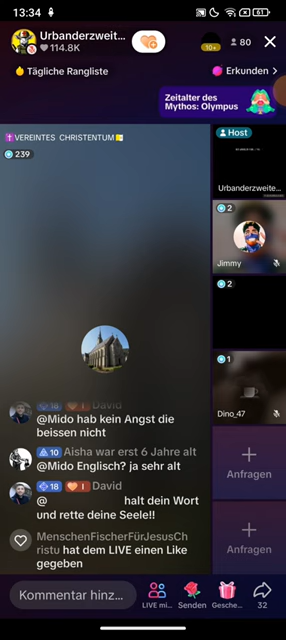 13:34
61
Urbanderzweit...
114.8K
10+
80
Tägliche Rangliste
Erkunden >
Zeitalter des
Mythos: Olympus
VEREINTES CHRISTENTUM
239
Host
Urbanderzweite...
2
Jimmy
2
1
Dino_47
+
Anfragen
+
Anfragen
18 I David
@Mido hab kein Angst die
beissen nicht
10 Aisha war erst 6 Jahre alt
@Mido Englisch? ja sehr alt
18 I David
@ halt dein Wort
und rette deine Seele!!
MenschenFischerFürJesusCh
ristu hat dem LIVE einen Like
gegeben
Kommentar hinz...
LIVE mi...
Senden
Gesche...
32